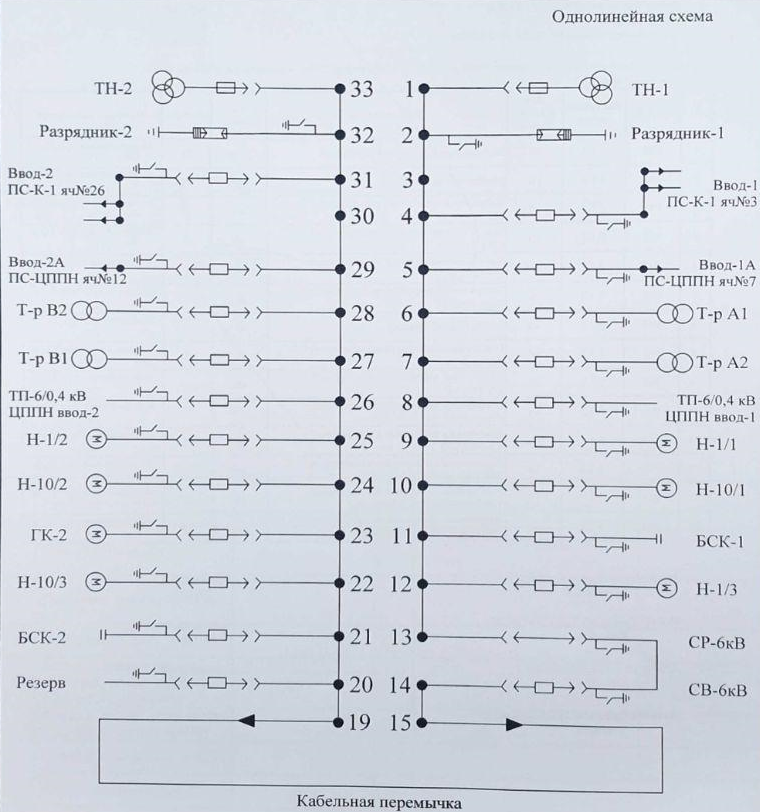 Однолинейная схема
ТН-2 33 1 ТН-1
Разрядник-2 32 2 Разрядник-1
Ввод-2
ПС-К-1 яч№26
31 3
Ввод-1
ПС-К-1 яч№3
30 4
Ввод-2А
ПС-ЦППН яч№12
29 5
Ввод-1А
ПС-ЦППН яч№7
Т-р В2 28 6 Т-р А1
Т-р В1 27 7 Т-р А2
ТП-6/0,4 кВ
ЦППН ввод-2
26 8
ТП-6/0,4 кВ
ЦППН ввод-1
Н-1/2 М 25 9 М Н-1/1
Н-10/2 М 24 10 М Н-10/1
ГК-2 М 23 11 БСК-1
Н-10/3 М 22 12 М Н-1/3
БСК-2 21 13 СР-6кВ
Резерв 20 14 СВ-6кВ
19 15
Кабельная перемычка